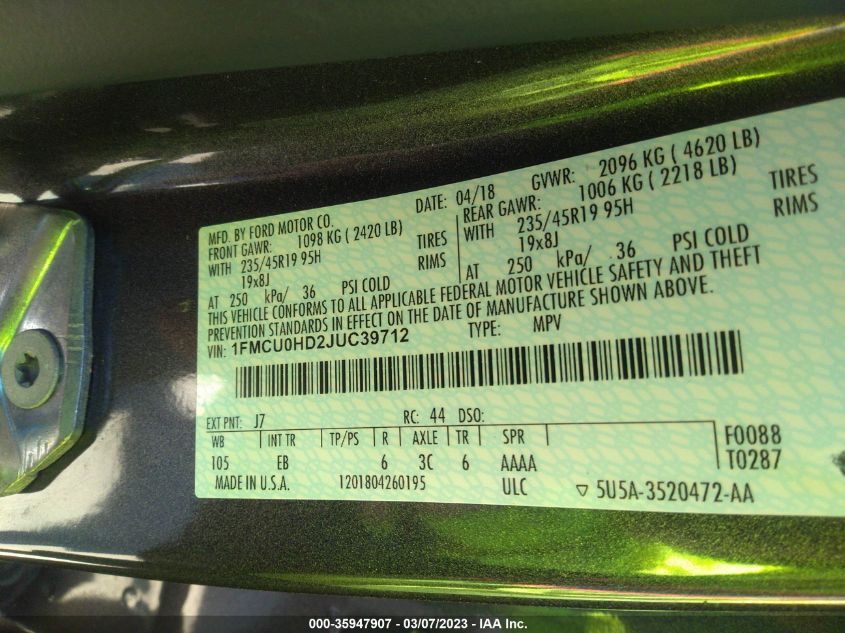 MFD. BY FORD MOTOR CO. DATE: 04/18 GVWR: 2096 KG ( 4620 LB)
FRONT GAWR: 1098 KG ( 2420 LB) REAR GAWR: 1006 KG ( 2218 LB)
WITH 235/45R19 95H TIRES WITH 235/45R19 95H TIRES
19x8J RIMS 19x8J RIMS
AT 250 kPa/ 36 PSI COLD AT 250 kPa/ 36 PSI COLD
THIS VEHICLE CONFORMS TO ALL APPLICABLE FEDERAL MOTOR VEHICLE SAFETY AND THEFT
PREVENTION STANDARDS IN EFFECT ON THE DATE OF MANUFACTURE SHOWN ABOVE.
VIN: 1FMCU0HD2JUC39712 TYPE: MPV
EXT PNT: J7 RC: 44 DSO:
WB INT TR TP/PS R AXLE TR SPR F0088
105 EB 6 3C 6 AAAA T0287
MADE IN U.S.A. 1201804260195 ULC ▽ 5U5A-3520472-AA
000-35947907 - 03/07/2023 - IAA Inc.